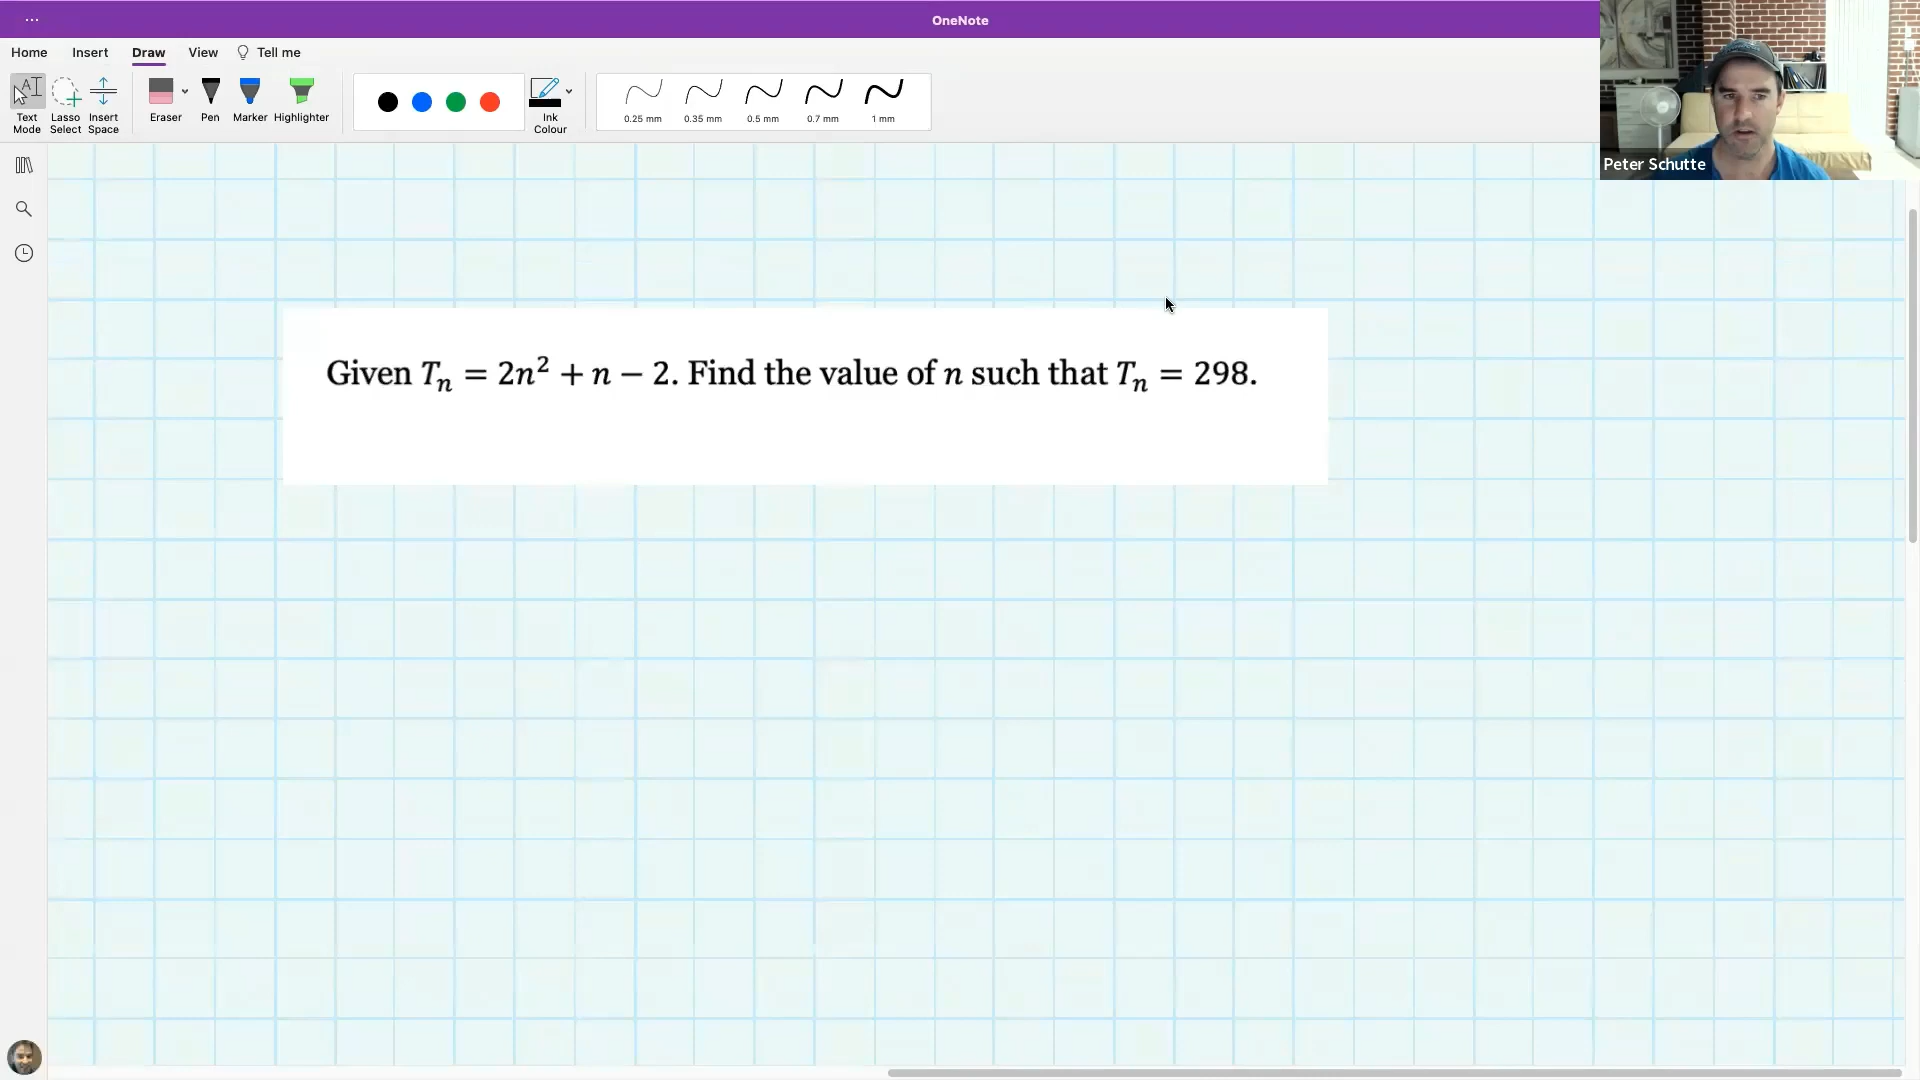 OneNote
Home Insert Draw View Tell me
Text Mode
Lasso Select
Insert Space
Eraser
Pen
Marker
Highlighter
Ink Colour
0.25 mm 0.35 mm 0.5 mm 0.7 mm 1 mm
Peter Schutte
Given Tₙ = 2n² + n − 2. Find the value of n such that Tₙ = 298.